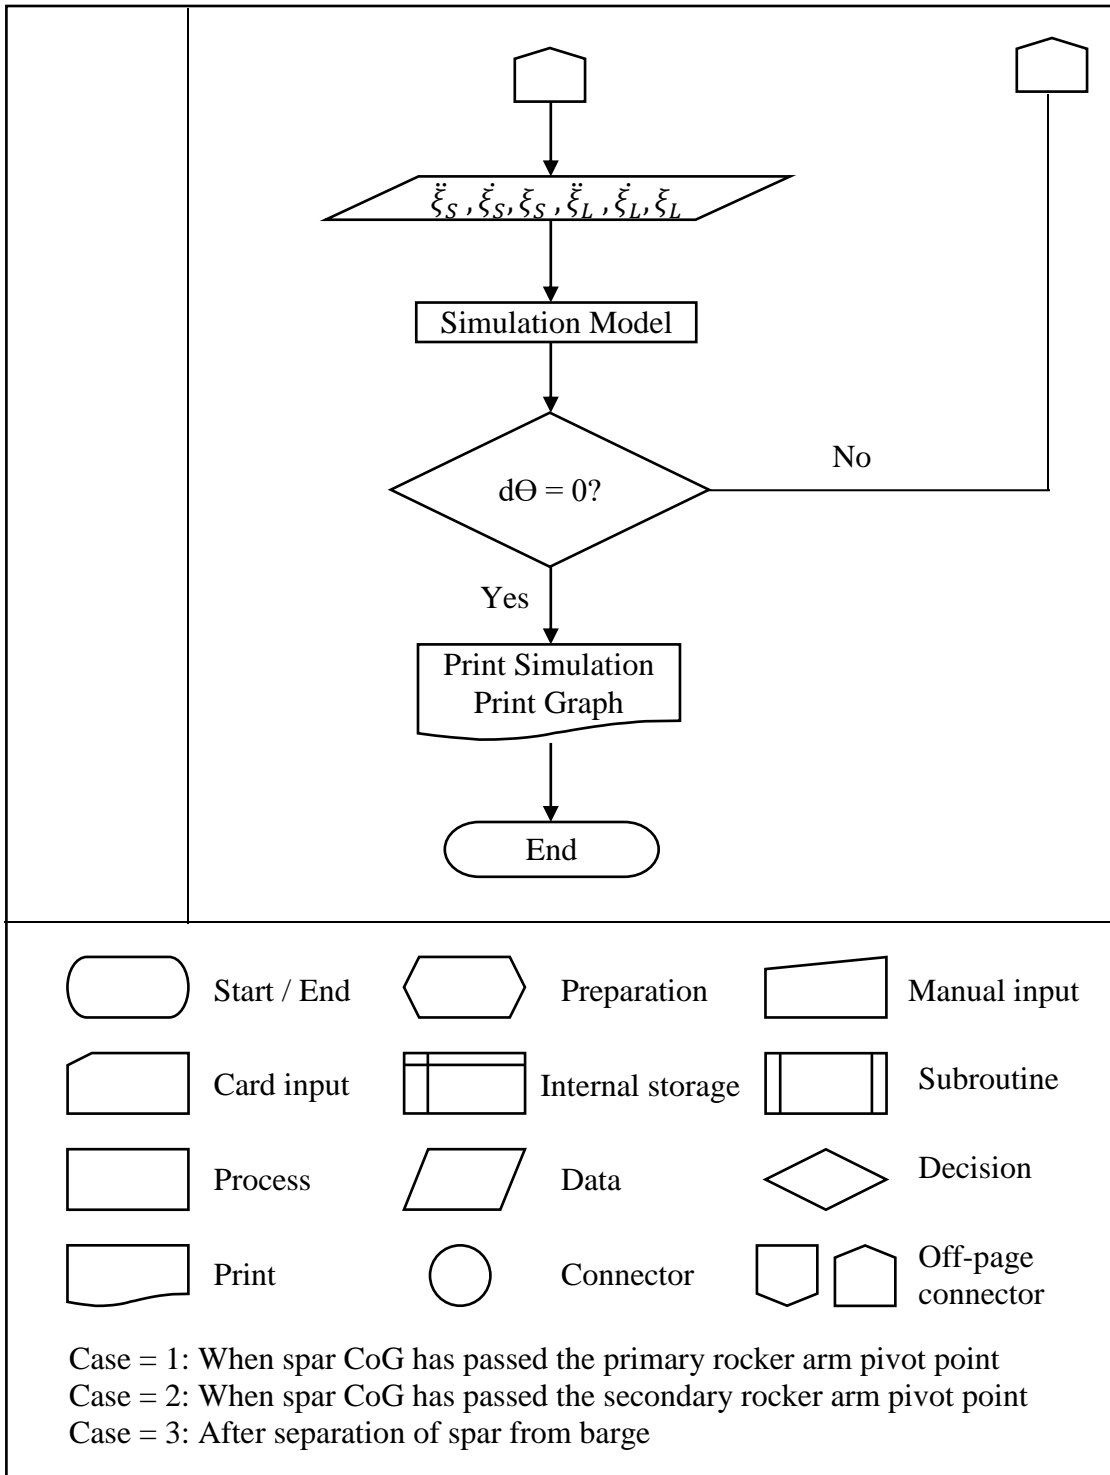 ξ̈_S , ξ̇_S, ξ_S , ξ̈_L , ξ̇_L, ξ_L
Simulation Model
dƟ = 0?
No
Yes
Print Simulation
Print Graph
End
Start / End
Preparation
Manual input
Card input
Internal storage
Subroutine
Process
Data
Decision
Print
Connector
Off-page
connector
Case = 1: When spar CoG has passed the primary rocker arm pivot point
Case = 2: When spar CoG has passed the secondary rocker arm pivot point
Case = 3: After separation of spar from barge